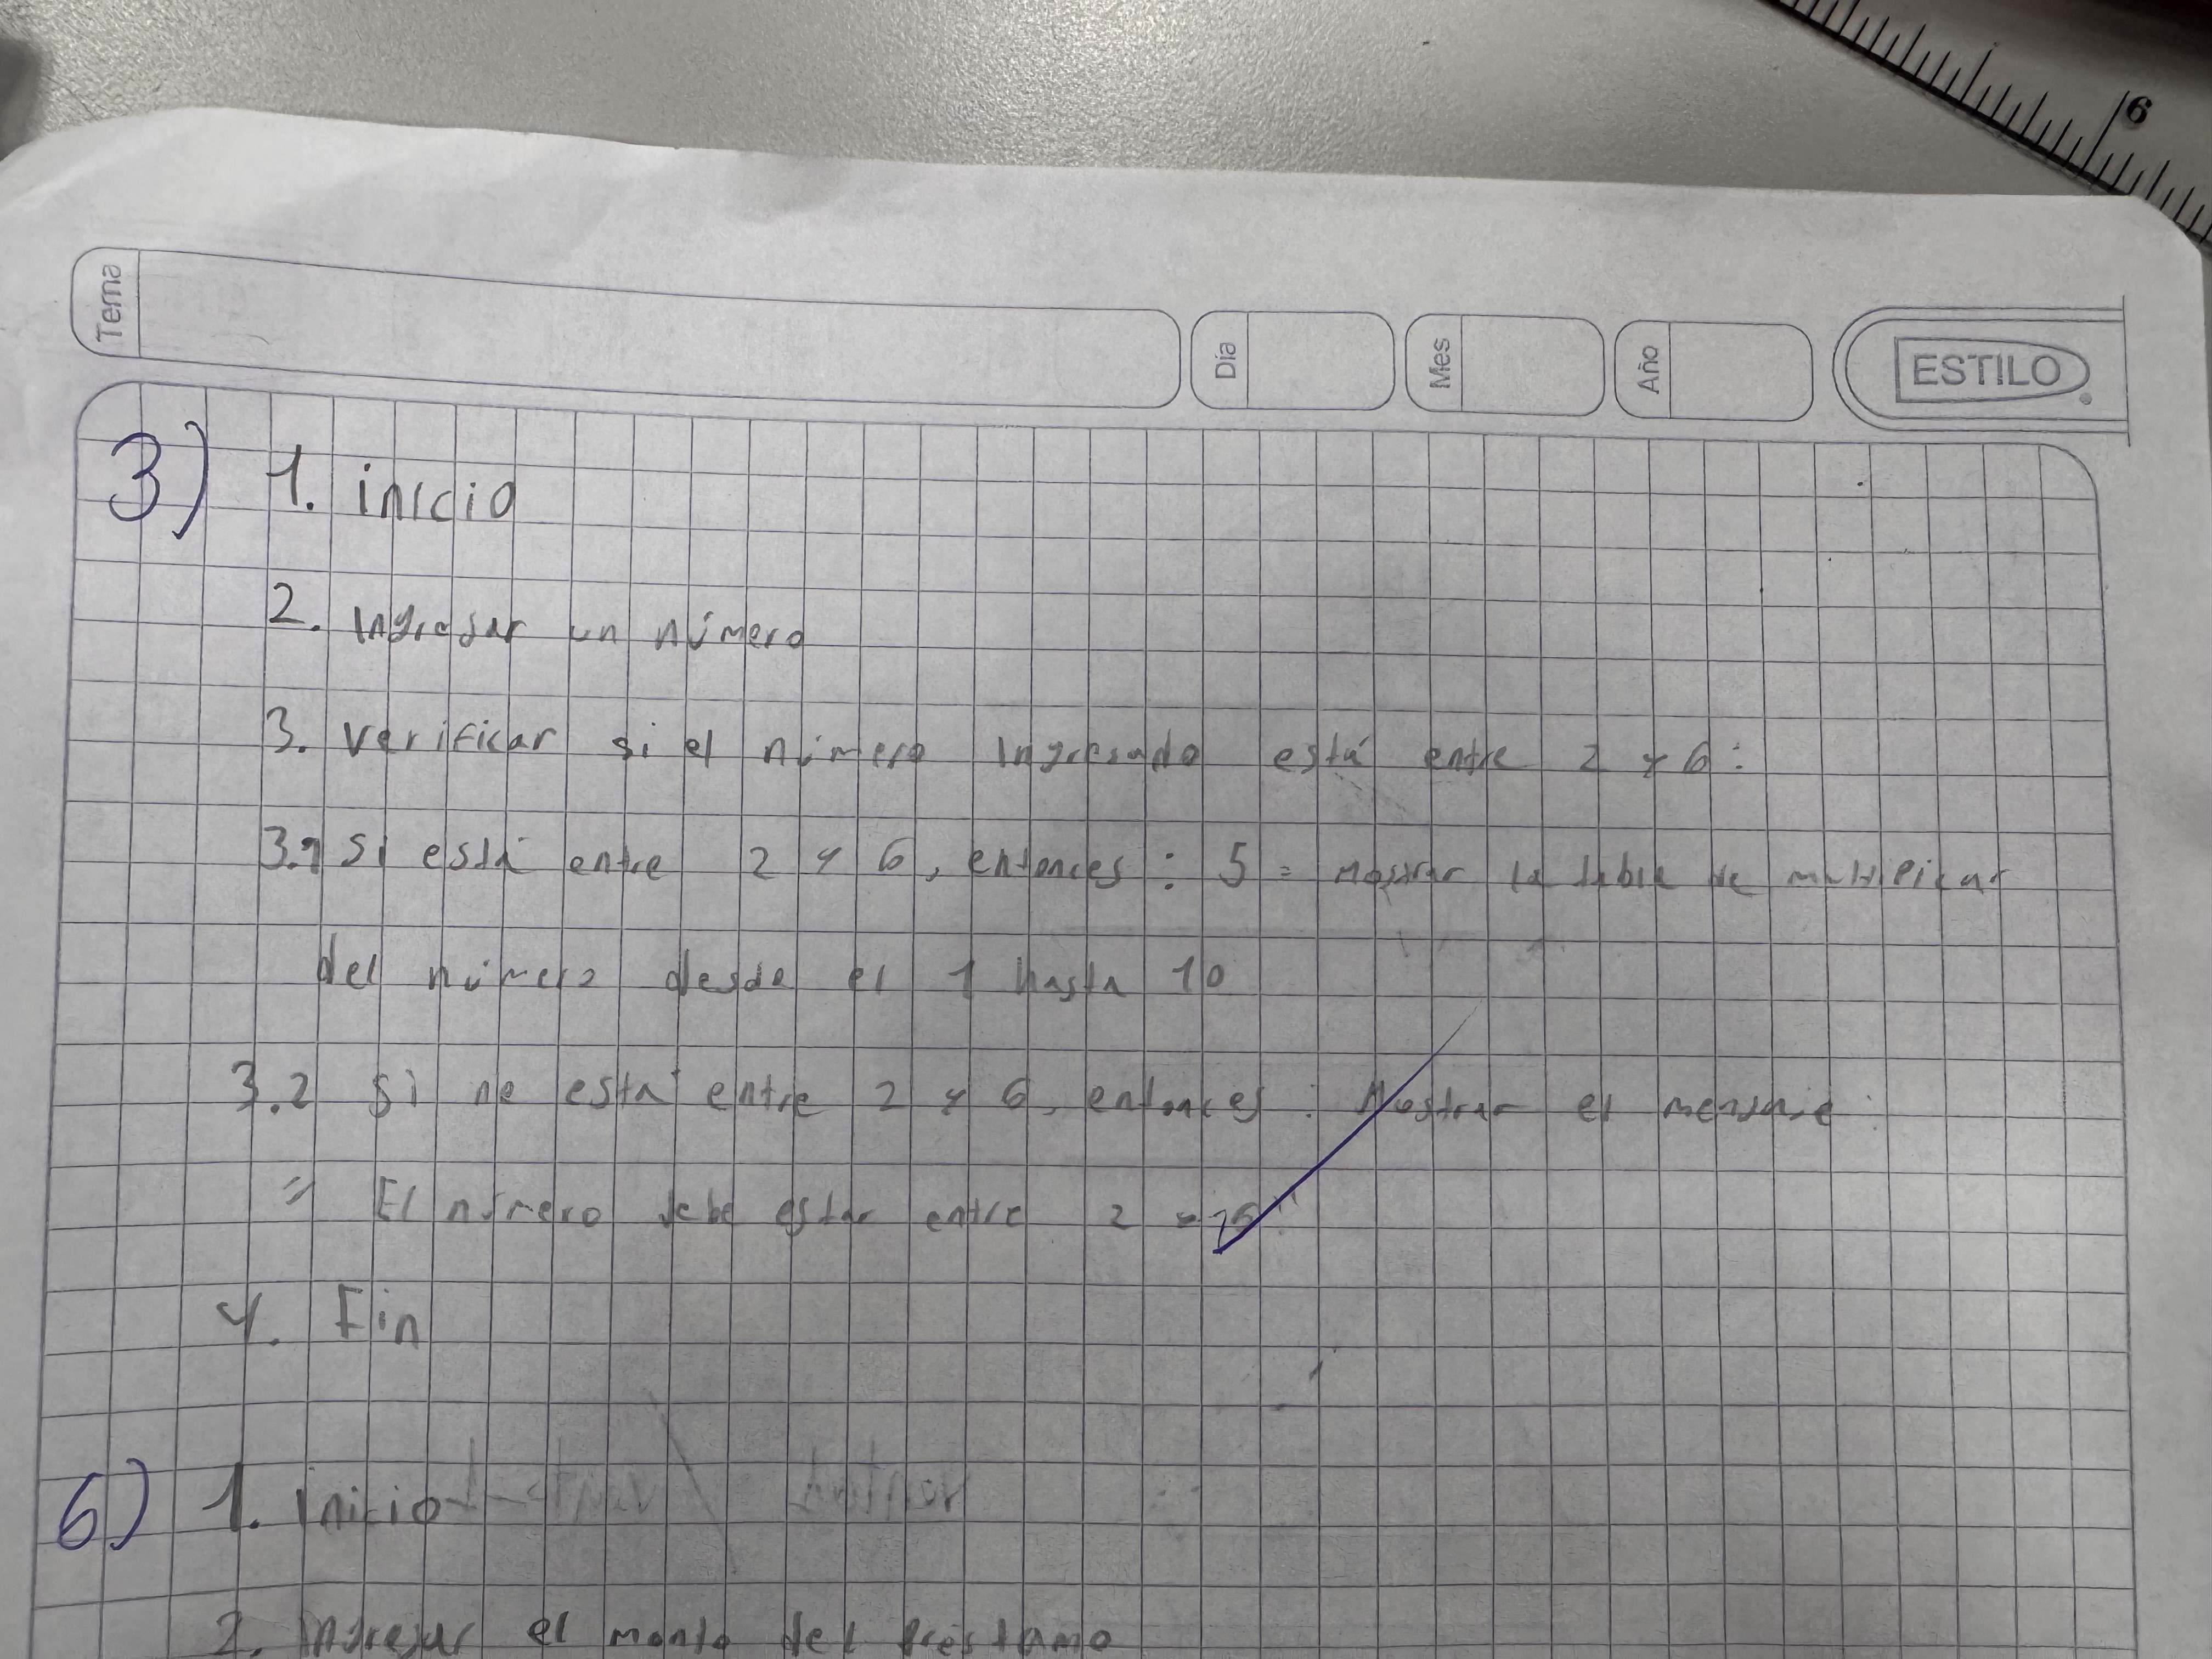 6
Tema
Día
Mes
Año
ESTILO
3) 1. inicio
2. Ingresar un número
3. verificar si el número ingresado está entre 2 y 6:
3.1 Si está entre 2 y 6, entonces: 5 = Mostrar la tabla de multiplicar
del número desde el 1 hasta 10
3.2 Si no está entre 2 y 6, entonces: Mostrar el mensaje:
" El número debe estar entre 2 y 6"
4. Fin
6) 1. inicio
2. Ingresar el monto del Préstamo